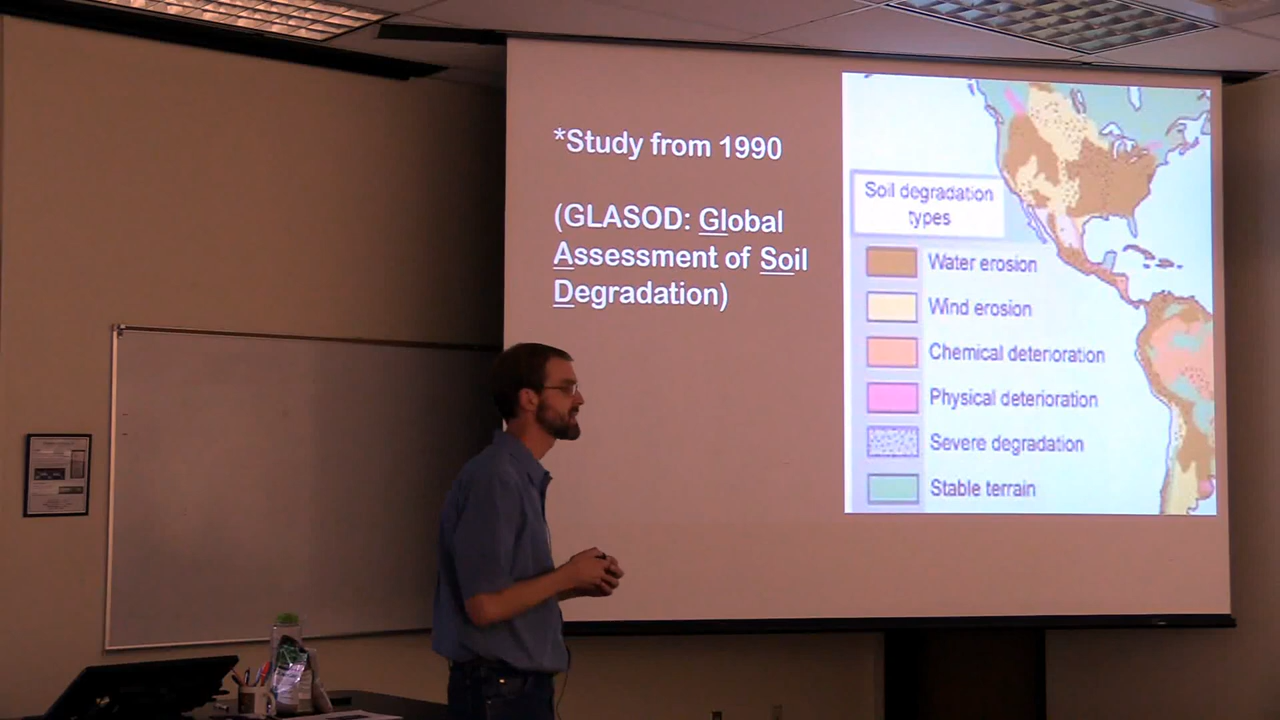 *Study from 1990
(GLASOD: Global
Assessment of Soil
Degradation)
Soil degradation
types
Water erosion
Wind erosion
Chemical deterioration
Physical deterioration
Severe degradation
Stable terrain